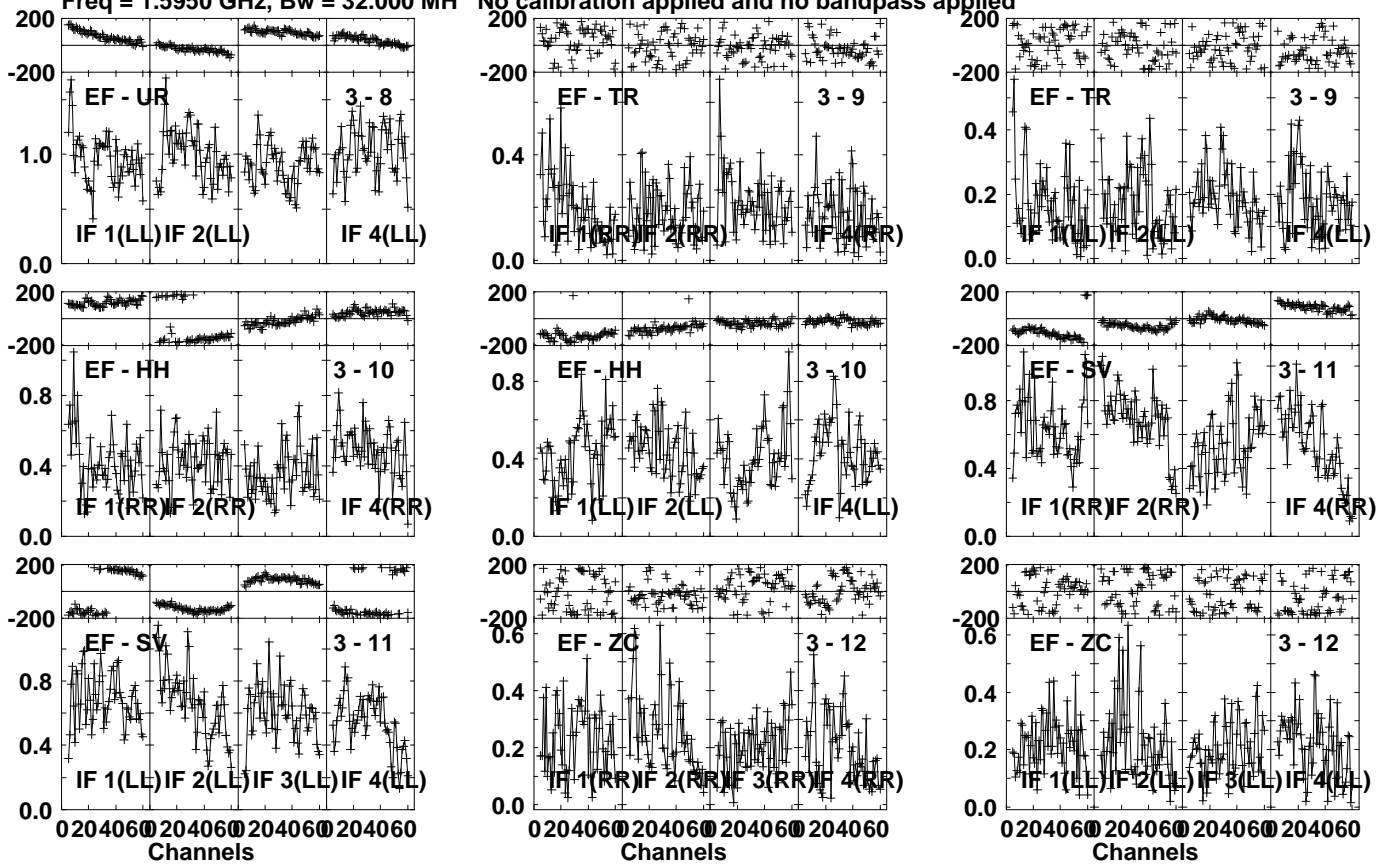 Freq = 1.5950 GHz, Bw = 32.000 MH No calibration applied and no bandpass applied
200
-200
EF - UR 3 - 8
1.0
IF 1(LL) IF 2(LL) IF 4(LL)
0.0
200
-200
EF - TR 3 - 9
0.4
0.2
IF 1(RR) IF 2(RR) IF 4(RR)
0.0
200
-200
EF - TR 3 - 9
0.4
0.2
IF 1(LL) IF 2(LL) IF 4(LL)
0.0
200
-200
EF - HH 3 - 10
0.8
0.4
IF 1(RR) IF 2(RR) IF 4(RR)
0.0
200
-200
EF - HH 3 - 10
0.8
0.4
IF 1(LL) IF 2(LL) IF 4(LL)
0.0
200
-200
EF - SV 3 - 11
0.8
0.4
IF 1(RR) IF 2(RR) IF 4(RR)
0.0
200
-200
EF - SV 3 - 11
0.8
0.4
IF 1(LL) IF 2(LL) IF 3(LL) IF 4(LL)
0.0
0 20 40 60 0 20 40 60 0 20 40 60 0 20 40 60
Channels
200
-200
0.6
EF - ZC 3 - 12
0.4
0.2
IF 1(RR) IF 2(RR) IF 3(RR) IF 4(RR)
0.0
0 20 40 60 0 20 40 60 0 20 40 60 0 20 40 60
Channels
200
-200
0.6
EF - ZC 3 - 12
0.4
0.2
IF 1(LL) IF 2(LL) IF 3(LL) IF 4(LL)
0.0
0 20 40 60 0 20 40 60 0 20 40 60 0 20 40 60
Channels